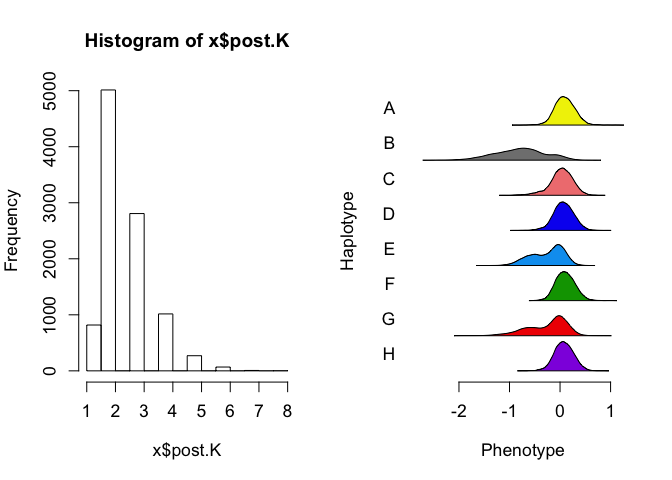 Histogram of x$post.K
Frequency
0
1000
2000
3000
4000
5000
1 2 3 4 5 6 7 8
x$post.K
Haplotype
A
B
C
D
E
F
G
H
-2 -1 0 1
Phenotype